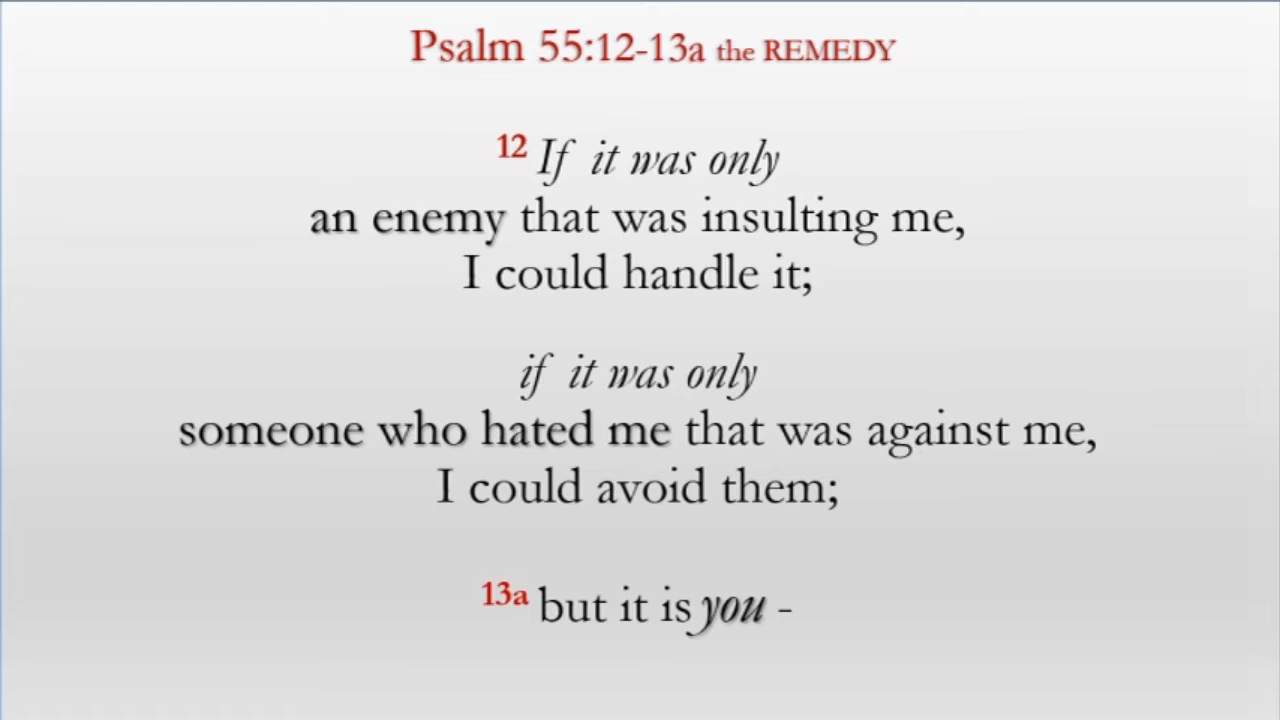 Psalm 55:12-13a the REMEDY
12 If it was only
an enemy that was insulting me,
I could handle it;
if it was only
someone who hated me that was against me,
I could avoid them;
13a but it is you -